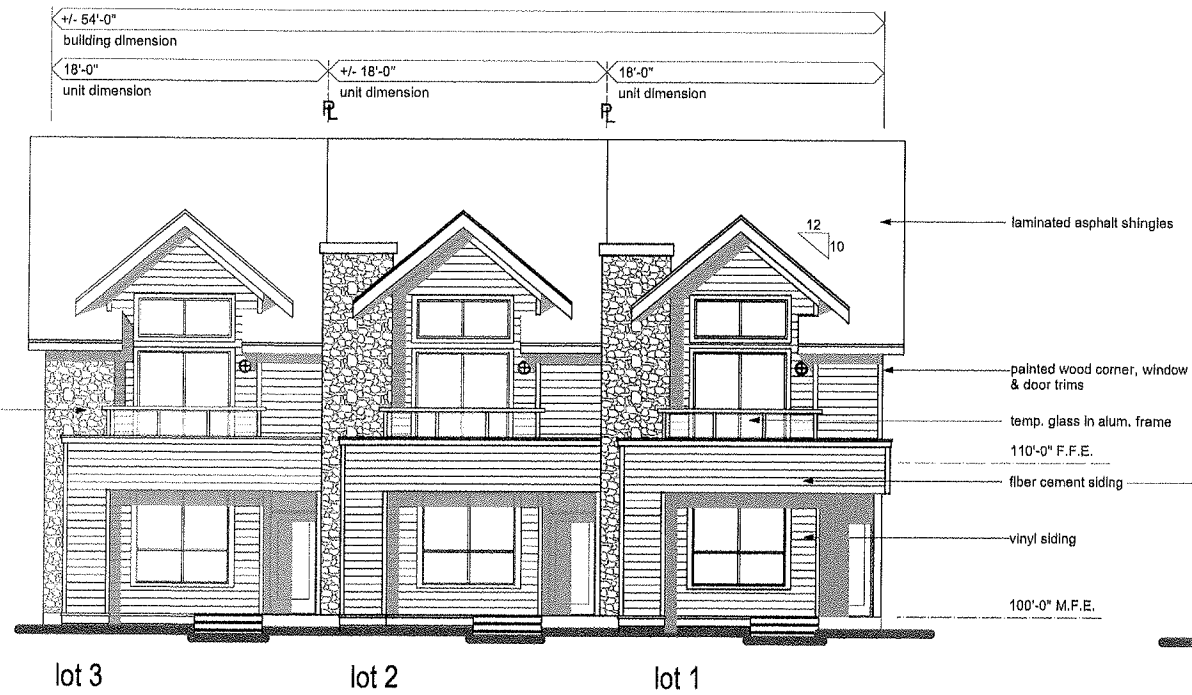 +/- 54'-0"
building dimension
18'-0"
unit dimension
+/- 18'-0"
unit dimension
18'-0"
unit dimension
PL
PL
12
10
laminated asphalt shingles
painted wood corner, window
& door trims
temp. glass in alum. frame
110'-0" F.F.E.
fiber cement siding
vinyl siding
100'-0" M.F.E.
lot 3
lot 2
lot 1